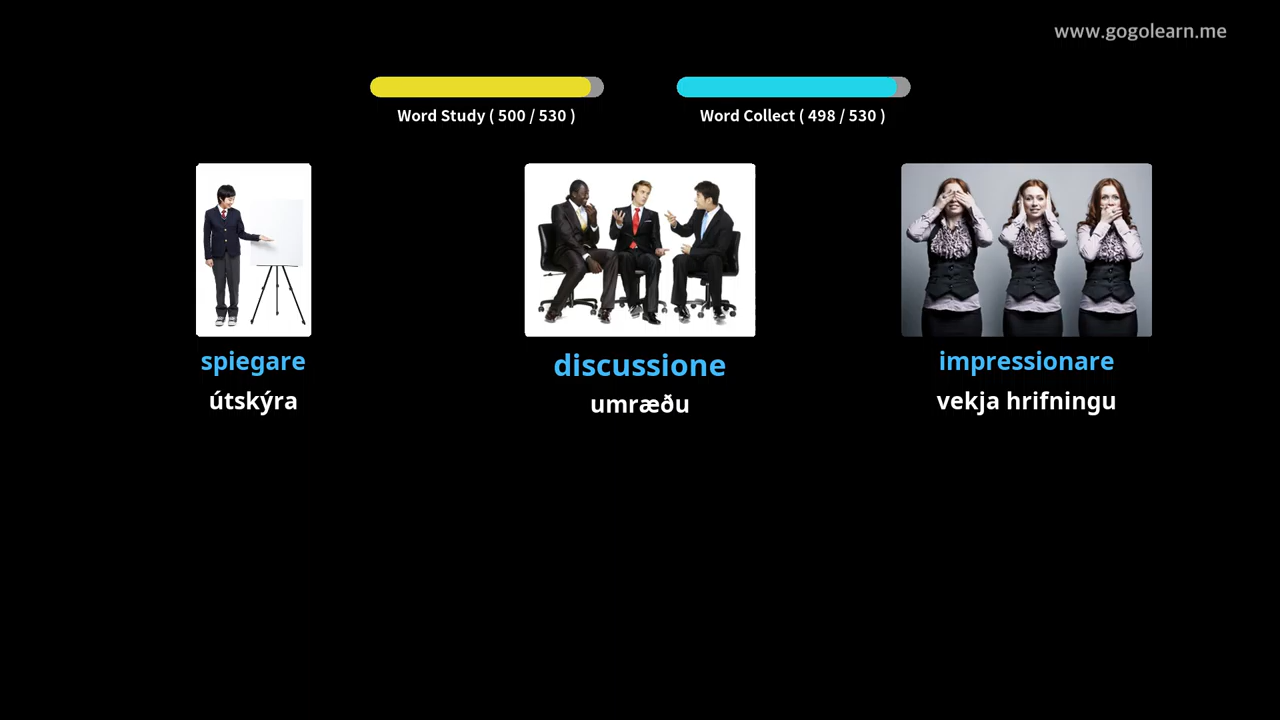 www.gogolearn.me
Word Study ( 500 / 530 )
Word Collect ( 498 / 530 )
spiegare
útskýra
discussione
umræðu
impressionare
vekja hrifningu